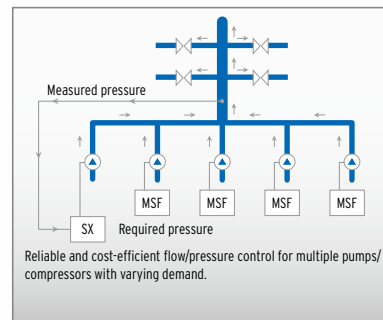 Measured pressure
MSF MSF MSF MSF
SX Required pressure
Reliable and cost-efficient flow/pressure control for multiple pumps/
compressors with varying demand.